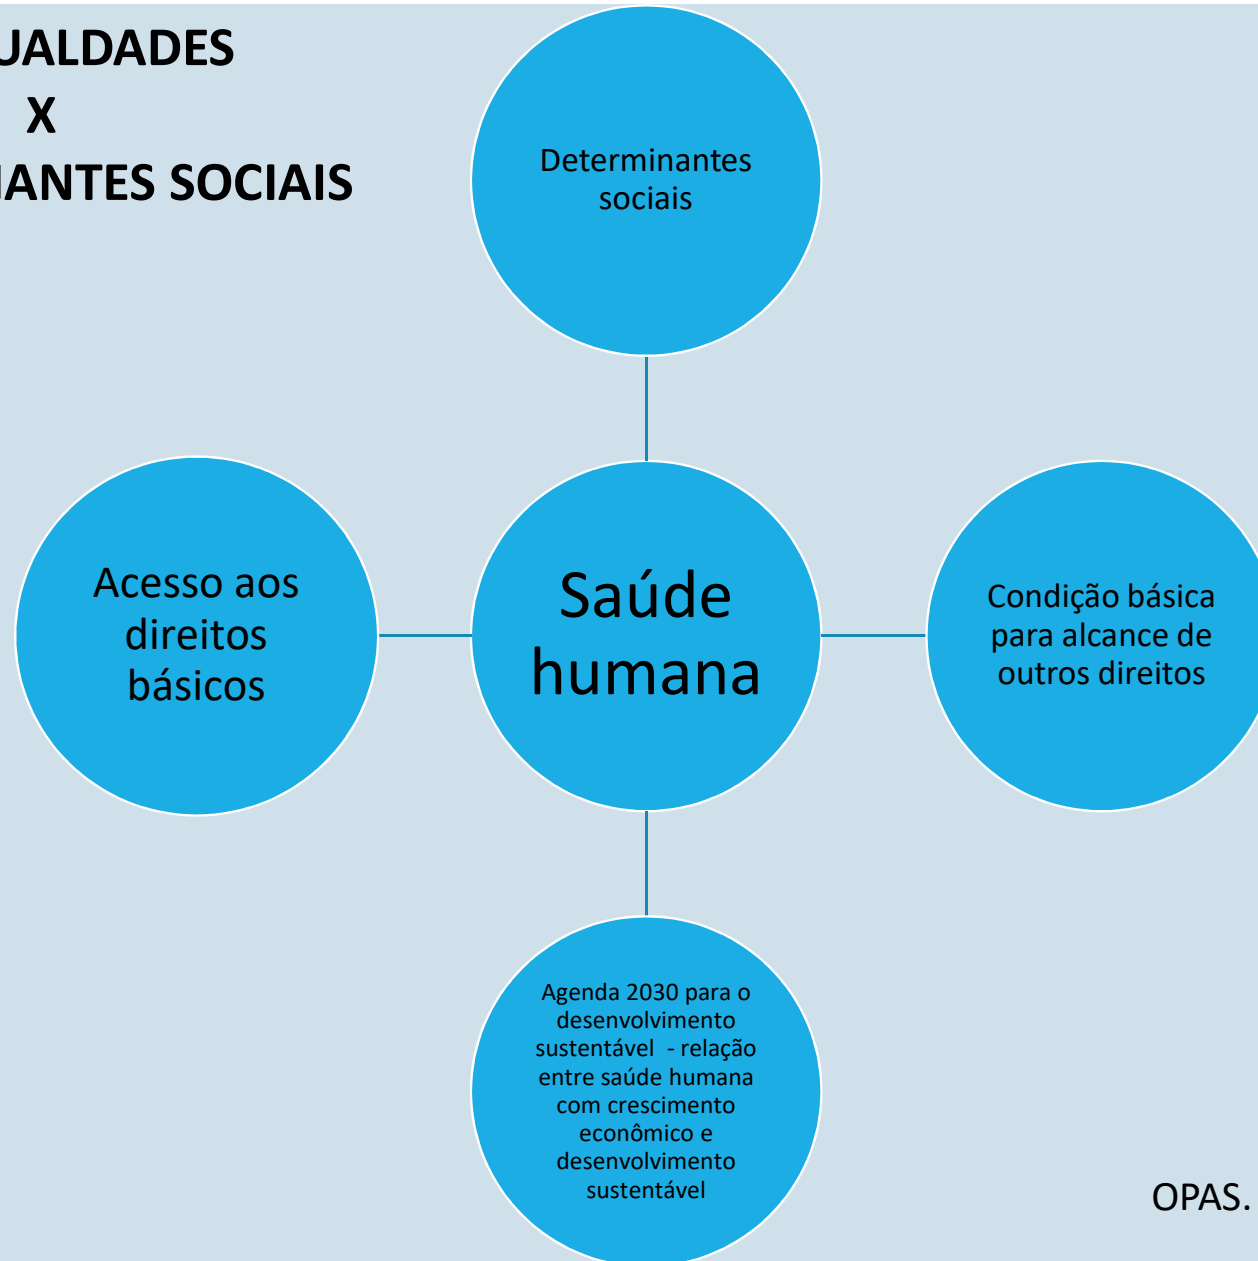 UALDADES
X
IANTES SOCIAIS
Determinantes
sociais
Acesso aos
direitos
básicos
Saúde
humana
Condição básica
para alcance de
outros direitos
Agenda 2030 para o
desenvolvimento
sustentável - relação
entre saúde humana
com crescimento
econômico e
desenvolvimento
sustentável
OPAS.